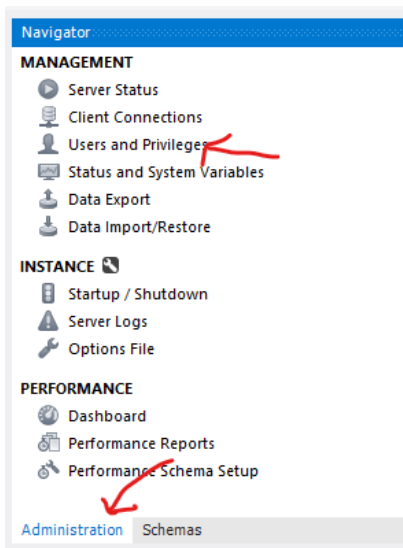 Navigator
MANAGEMENT
Server Status
Client Connections
Users and Privileges
Status and System Variables
Data Export
Data Import/Restore
INSTANCE
Startup / Shutdown
Server Logs
Options File
PERFORMANCE
Dashboard
Performance Reports
Performance Schema Setup
Administration Schemas